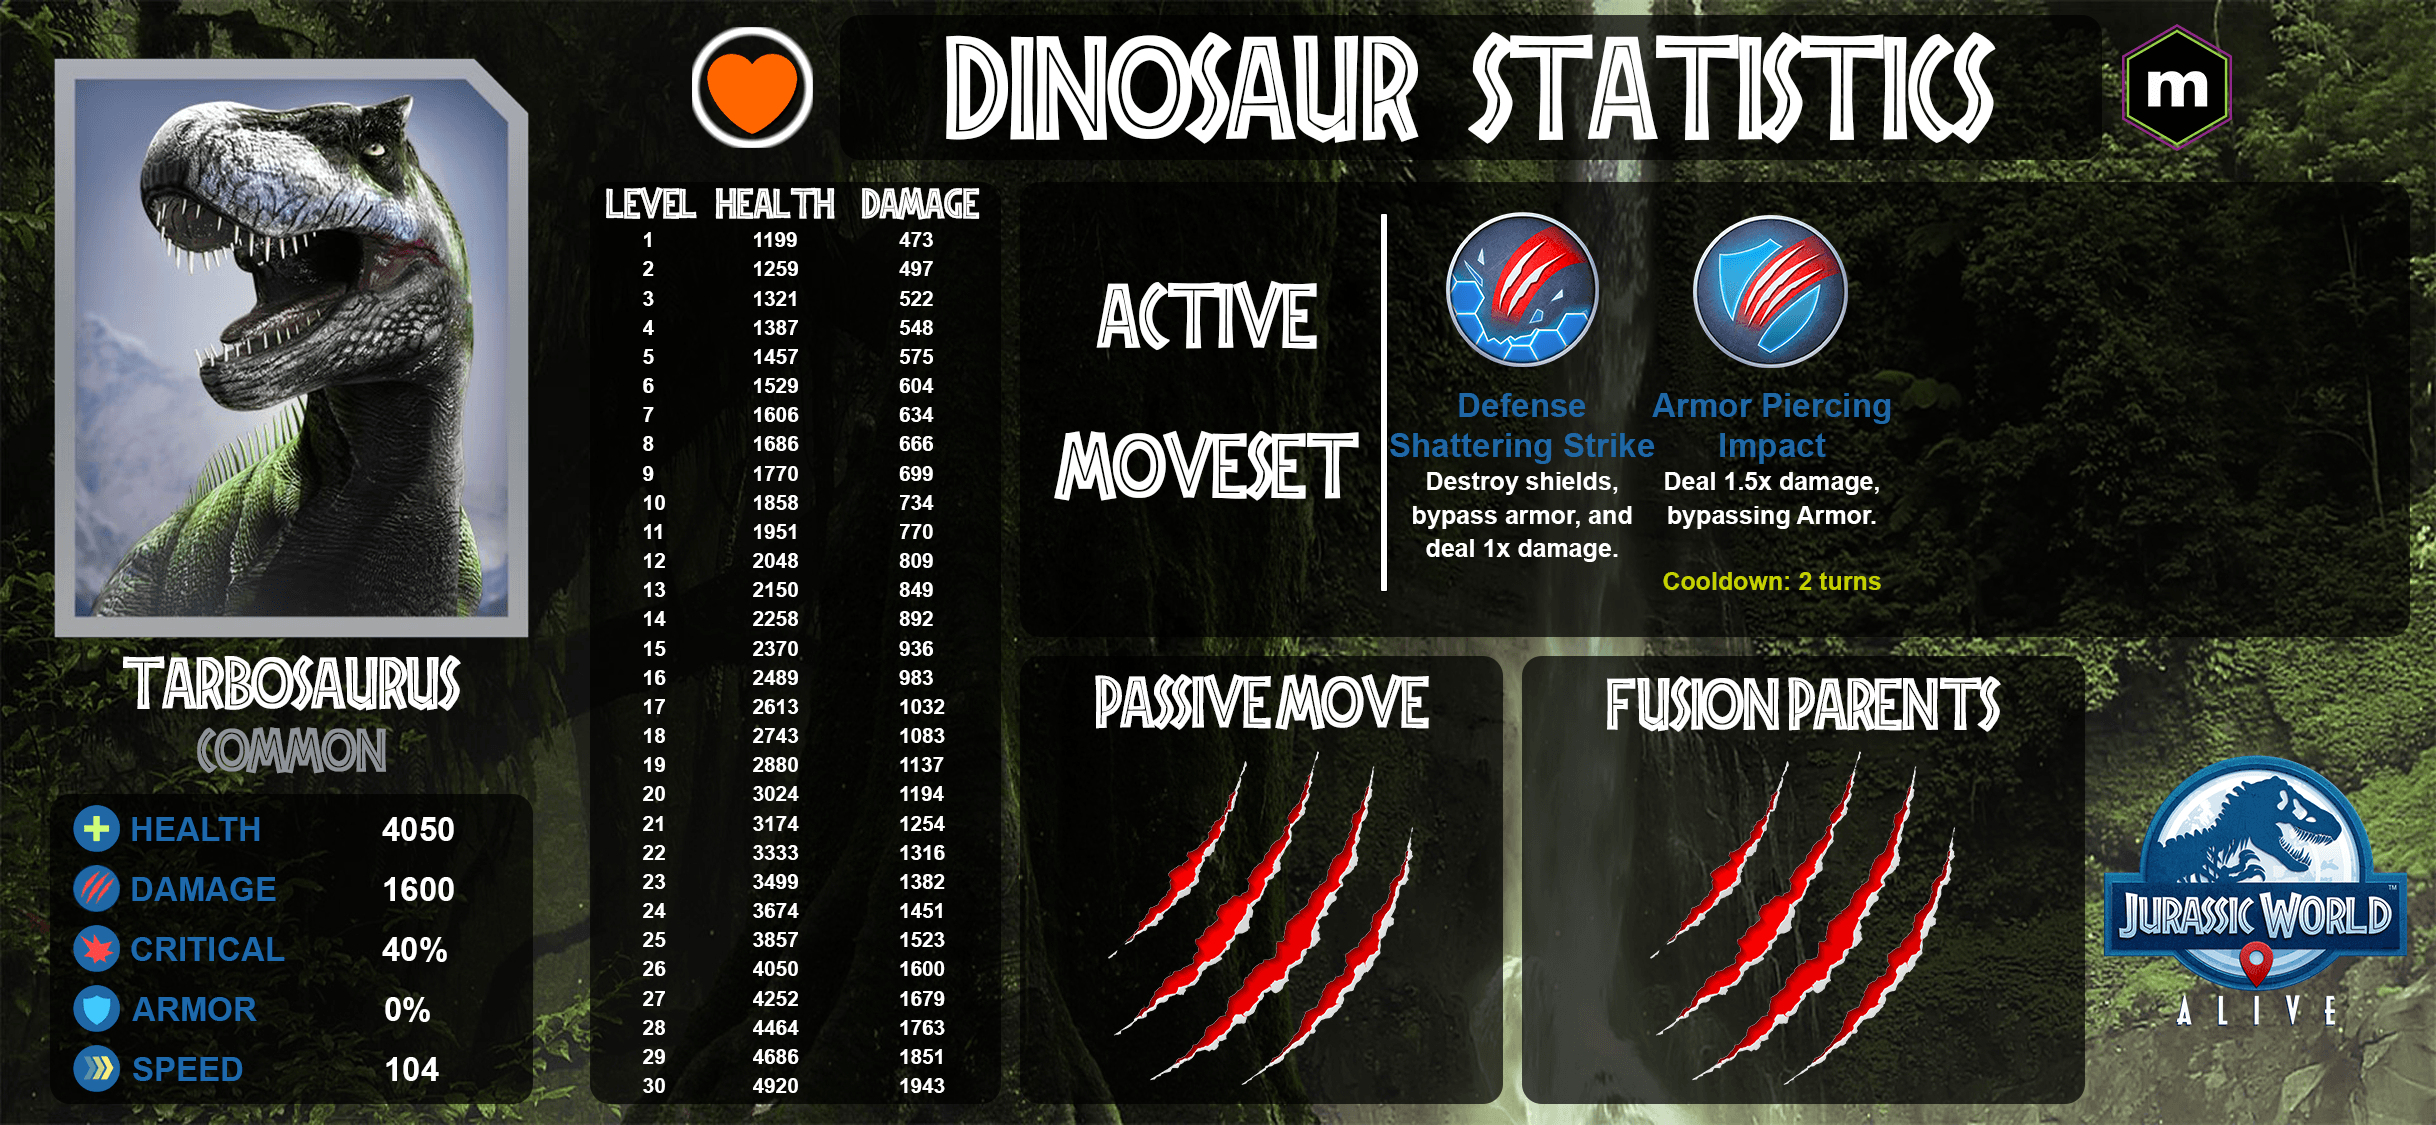 DINOSAUR STATISTICS
m
TARBOSAURUS
COMMON
HEALTH 4050
DAMAGE 1600
CRITICAL 40%
ARMOR 0%
SPEED 104
LEVEL HEALTH DAMAGE
1 1199 473
2 1259 497
3 1321 522
4 1387 548
5 1457 575
6 1529 604
7 1606 634
8 1686 666
9 1770 699
10 1858 734
11 1951 770
12 2048 809
13 2150 849
14 2258 892
15 2370 936
16 2489 983
17 2613 1032
18 2743 1083
19 2880 1137
20 3024 1194
21 3174 1254
22 3333 1316
23 3499 1382
24 3674 1451
25 3857 1523
26 4050 1600
27 4252 1679
28 4464 1763
29 4686 1851
30 4920 1943
ACTIVE
MOVESET
Defense
Shattering Strike
Destroy shields,
bypass armor, and
deal 1x damage.
Armor Piercing
Impact
Deal 1.5x damage,
bypassing Armor.
Cooldown: 2 turns
PASSIVE MOVE
FUSION PARENTS
JURASSIC WORLD™
ALIVE